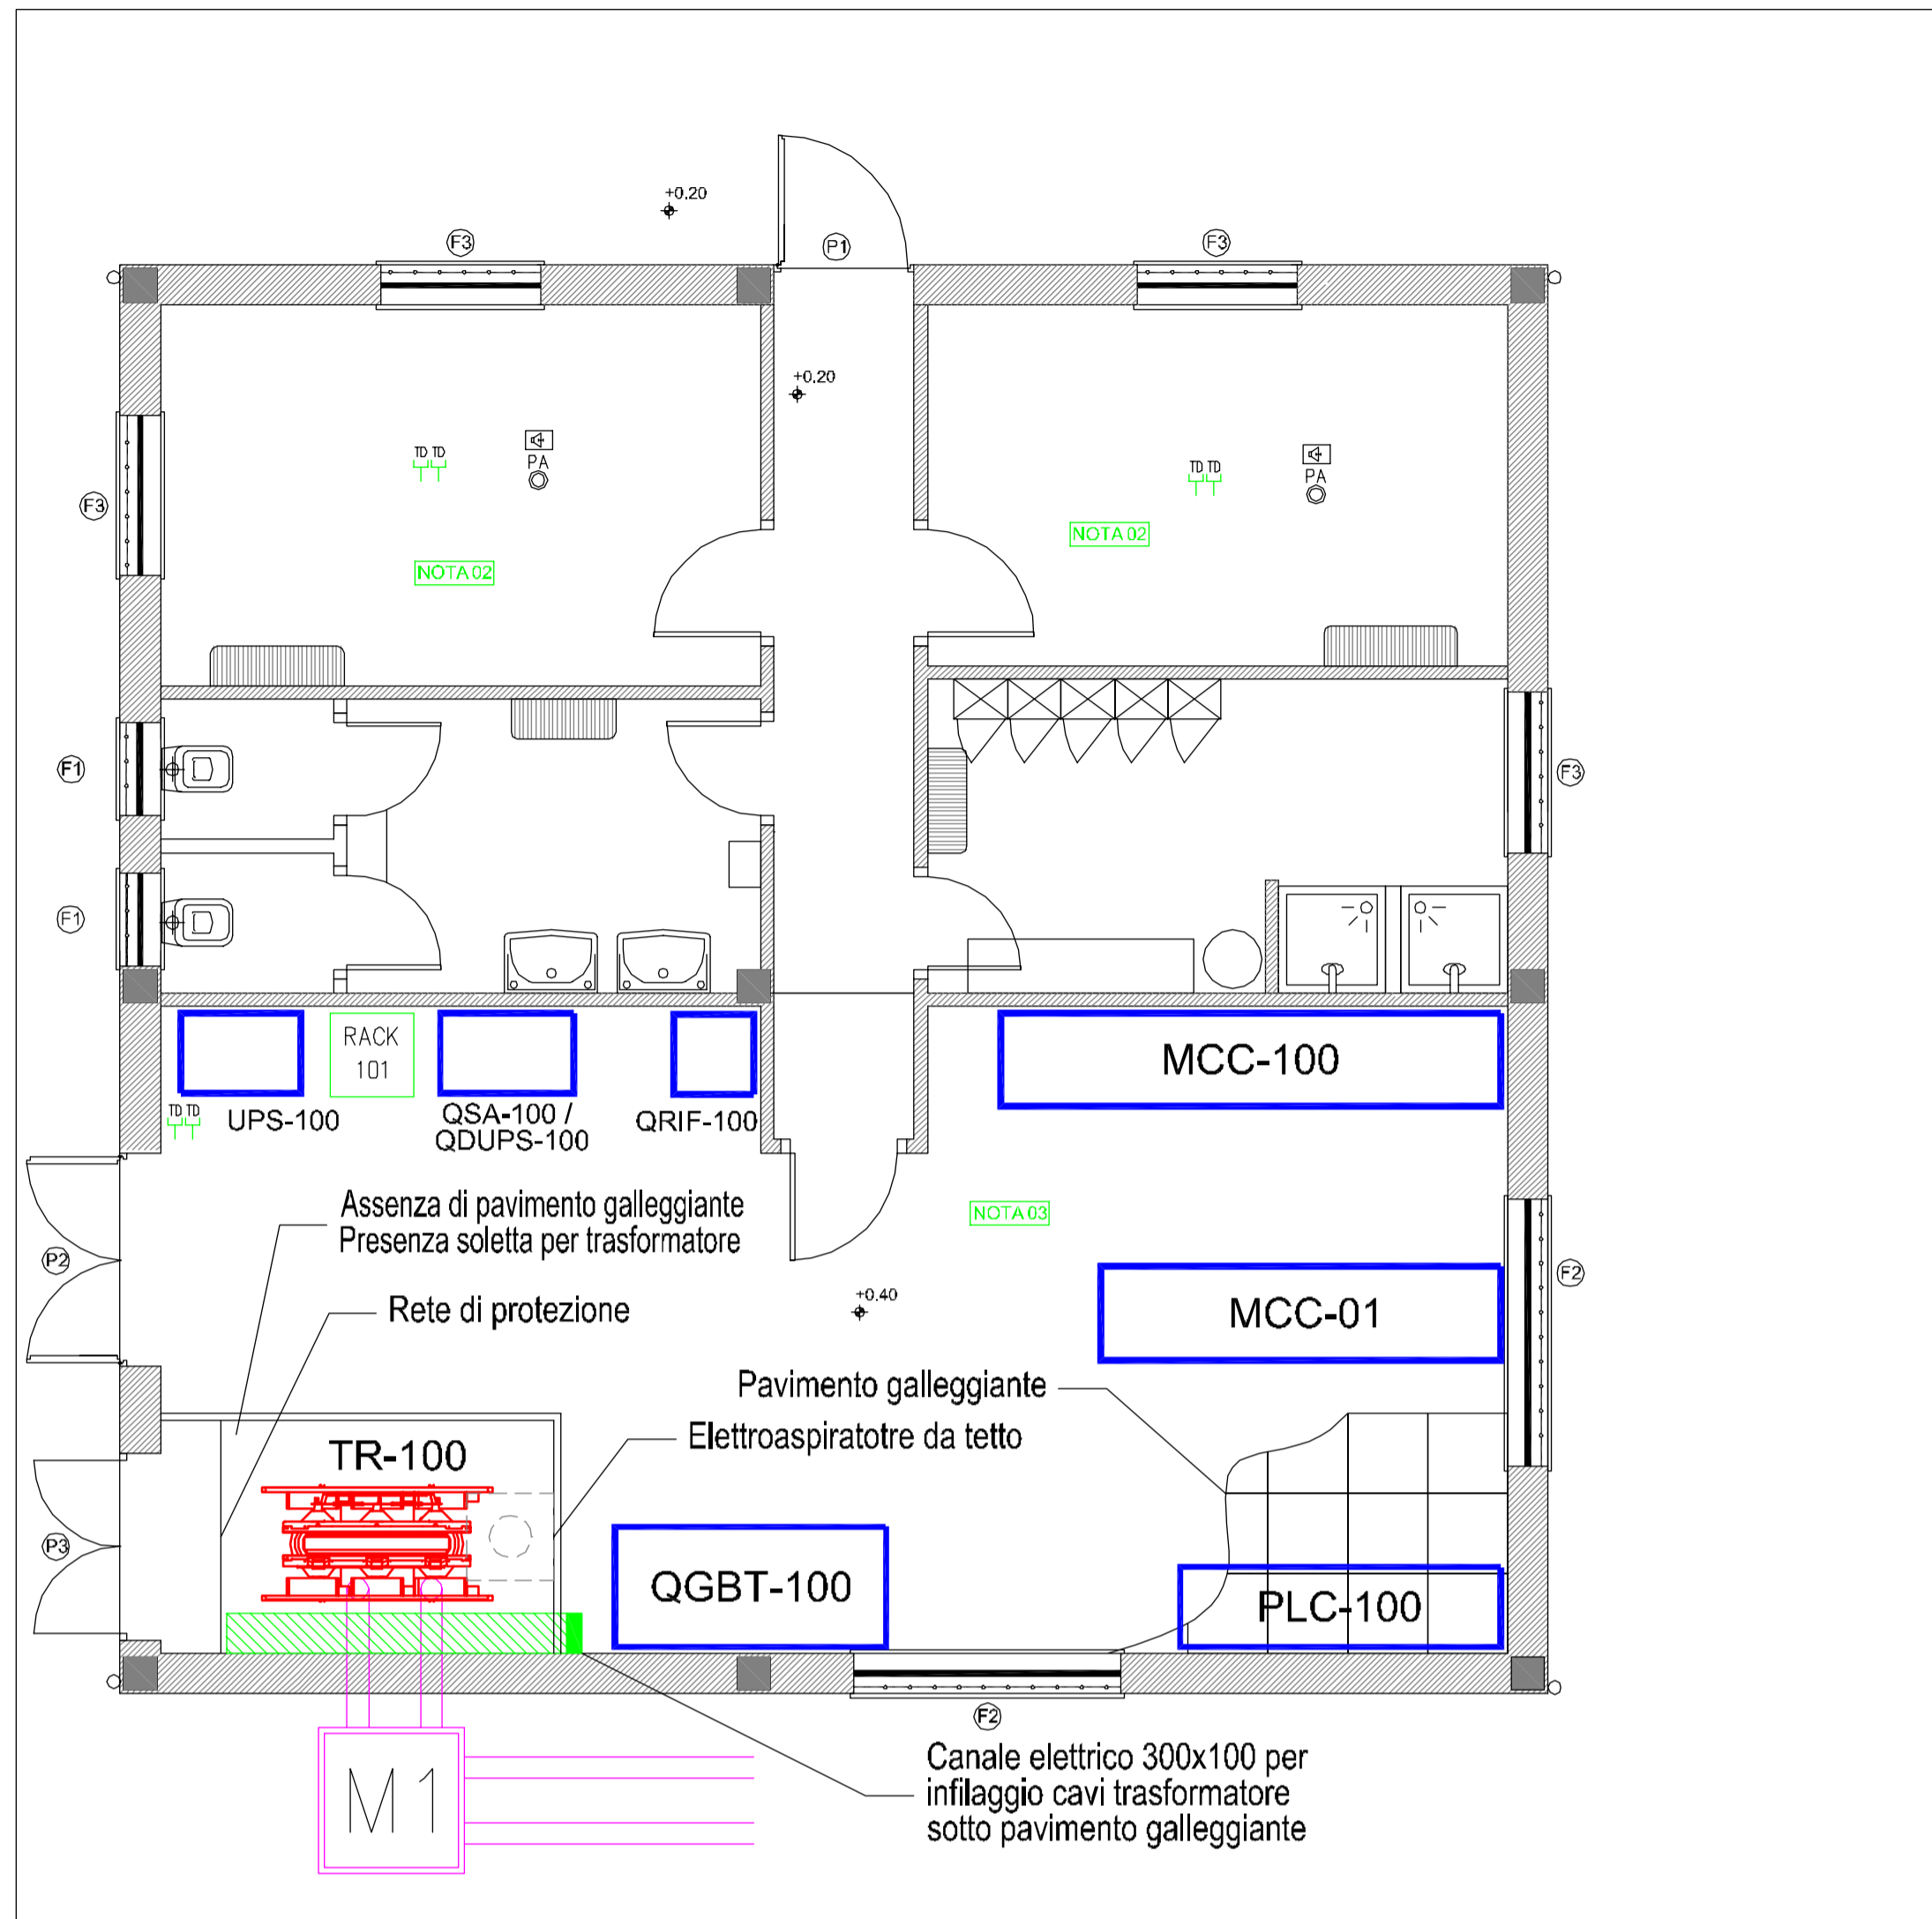 +0.20
F3
P1
F3
+0.20
TD TD
PA
TD TD
PA
F3
NOTA 02
NOTA 02
F1
F3
F1
RACK
101
MCC-100
UPS-100
QSA-100 /
QDUPS-100
QRIF-100
TD TD
Assenza di pavimento galleggiante
Presenza soletta per trasformatore
NOTA 03
P2
F2
Rete di protezione
+0.40
MCC-01
Pavimento galleggiante
Elettroaspiratotre da tetto
TR-100
P3
QGBT-100
PLC-100
F2
Canale elettrico 300x100 per
infilaggio cavi trasformatore
sotto pavimento galleggiante
M1